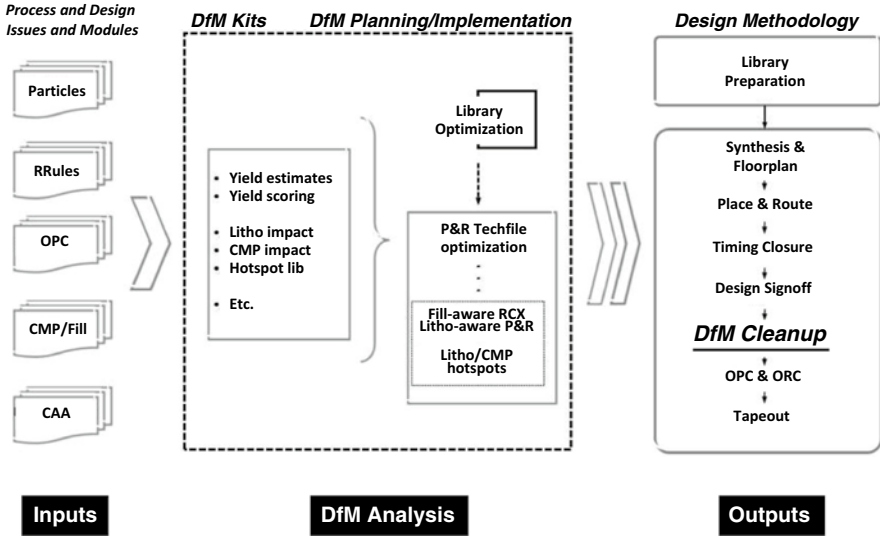 Process and Design
Issues and Modules
DfM Kits
DfM Planning/Implementation
Design Methodology
Particles
RRules
OPC
CMP/Fill
CAA
• Yield estimates
• Yield scoring
• Litho impact
• CMP impact
• Hotspot lib
• Etc.
Library
Optimization
P&R Techfile
optimization
Fill-aware RCX
Litho-aware P&R
Litho/CMP
hotspots
Library
Preparation
Synthesis &
Floorplan
Place & Route
Timing Closure
Design Signoff
DfM Cleanup
OPC & ORC
Tapeout
Inputs
DfM Analysis
Outputs